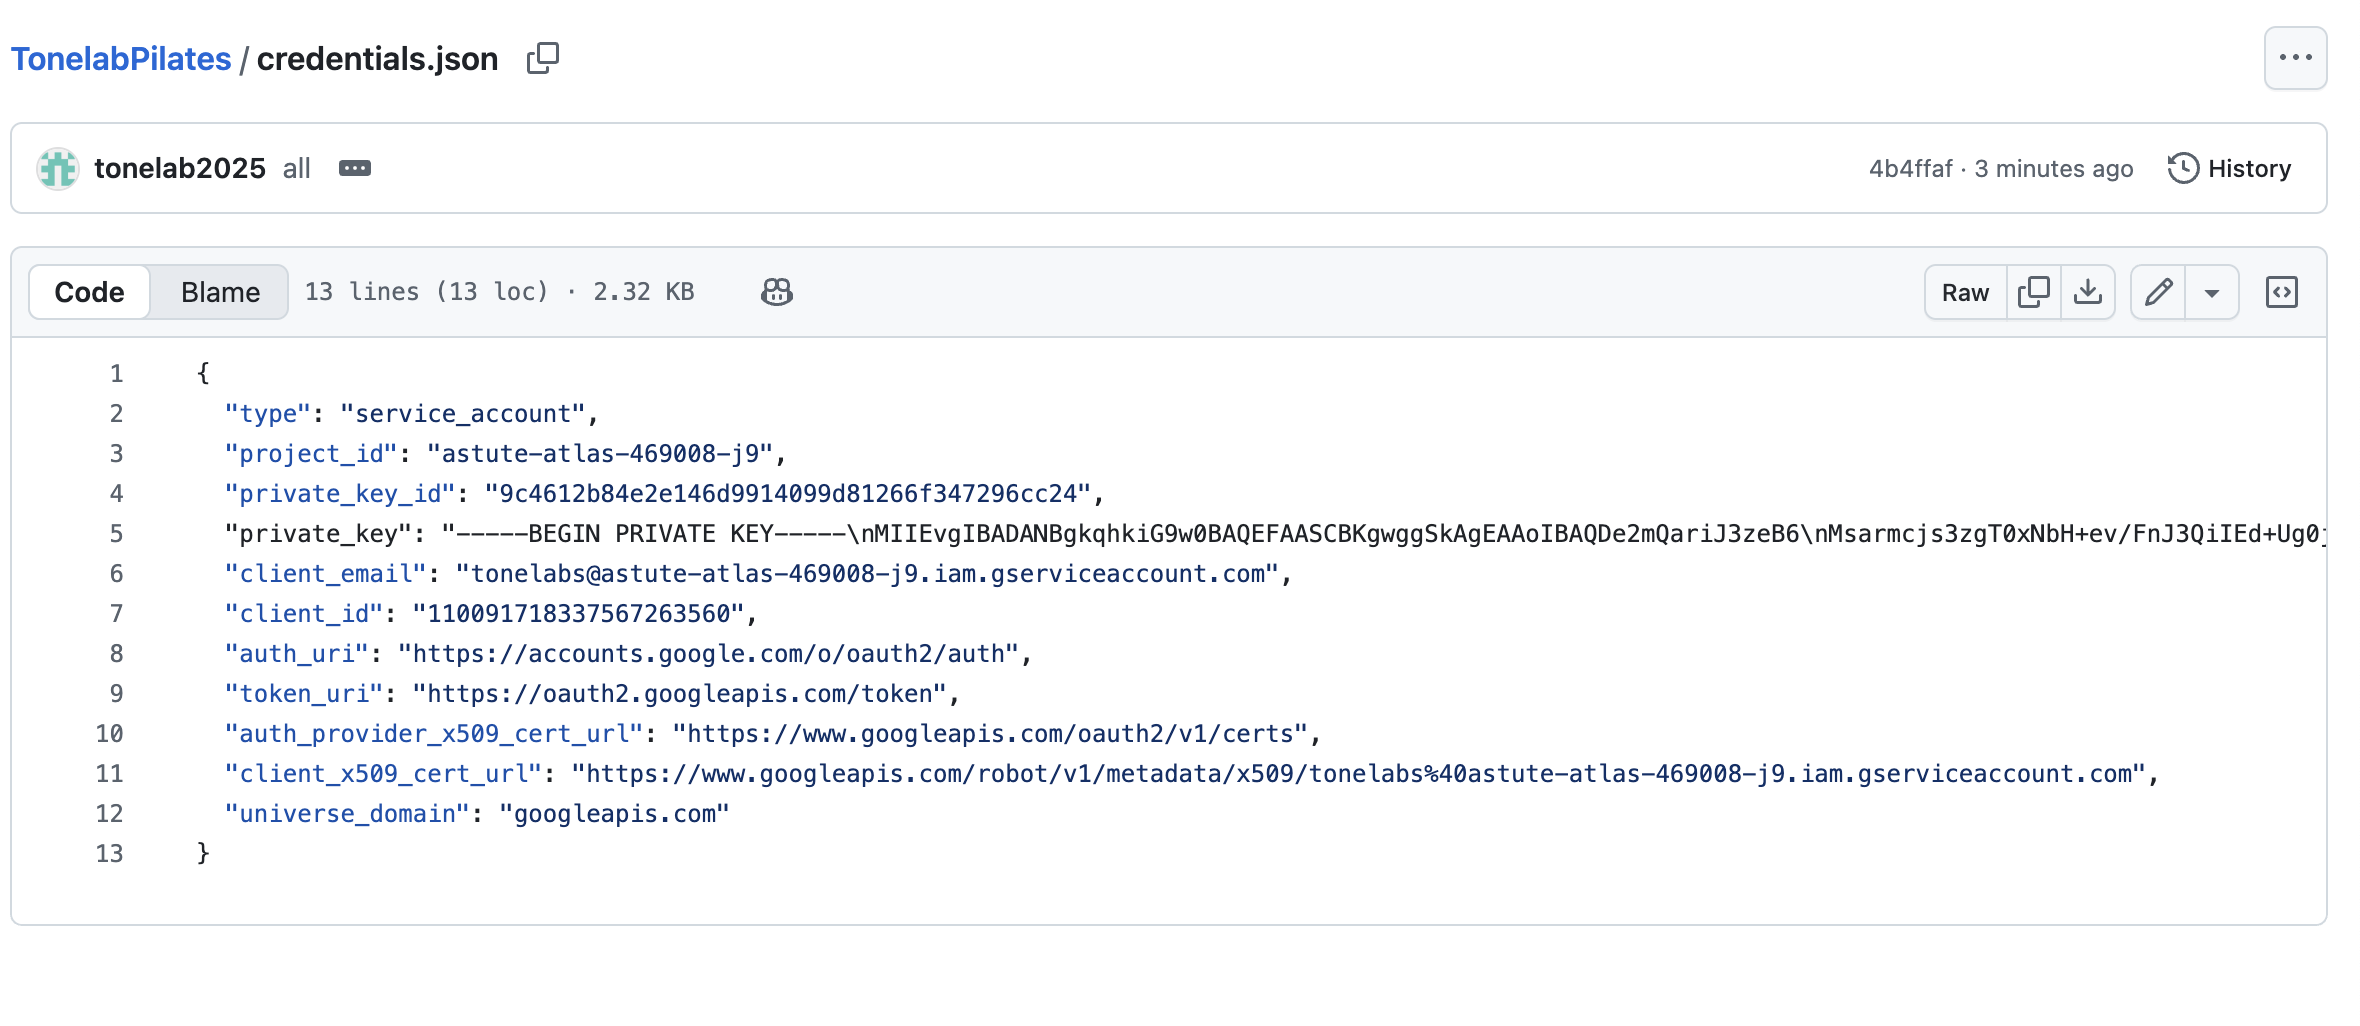 TonelabPilates / credentials.json
tonelab2025 all
4b4ffaf · 3 minutes ago
History
Code Blame 13 lines (13 loc) · 2.32 KB
Raw
1 {
2 "type": "service_account",
3 "project_id": "astute-atlas-469008-j9",
4 "private_key_id": "9c4612b84e2e146d9914099d81266f347296cc24",
5 "private_key": "-----BEGIN PRIVATE KEY-----\nMIIEvgIBADANBgkqhkiG9w0BAQEFAASCBKgwggSkAgEAAoIBAQDe2mQariJ3zeB6\nMsarmcjs3zgT0xNbH+ev/FnJ3QiIEd+Ug0j
6 "client_email": "tonelabs@astute-atlas-469008-j9.iam.gserviceaccount.com",
7 "client_id": "110091718337567263560",
8 "auth_uri": "https://accounts.google.com/o/oauth2/auth",
9 "token_uri": "https://oauth2.googleapis.com/token",
10 "auth_provider_x509_cert_url": "https://www.googleapis.com/oauth2/v1/certs",
11 "client_x509_cert_url": "https://www.googleapis.com/robot/v1/metadata/x509/tonelabs%40astute-atlas-469008-j9.iam.gserviceaccount.com",
12 "universe_domain": "googleapis.com"
13 }